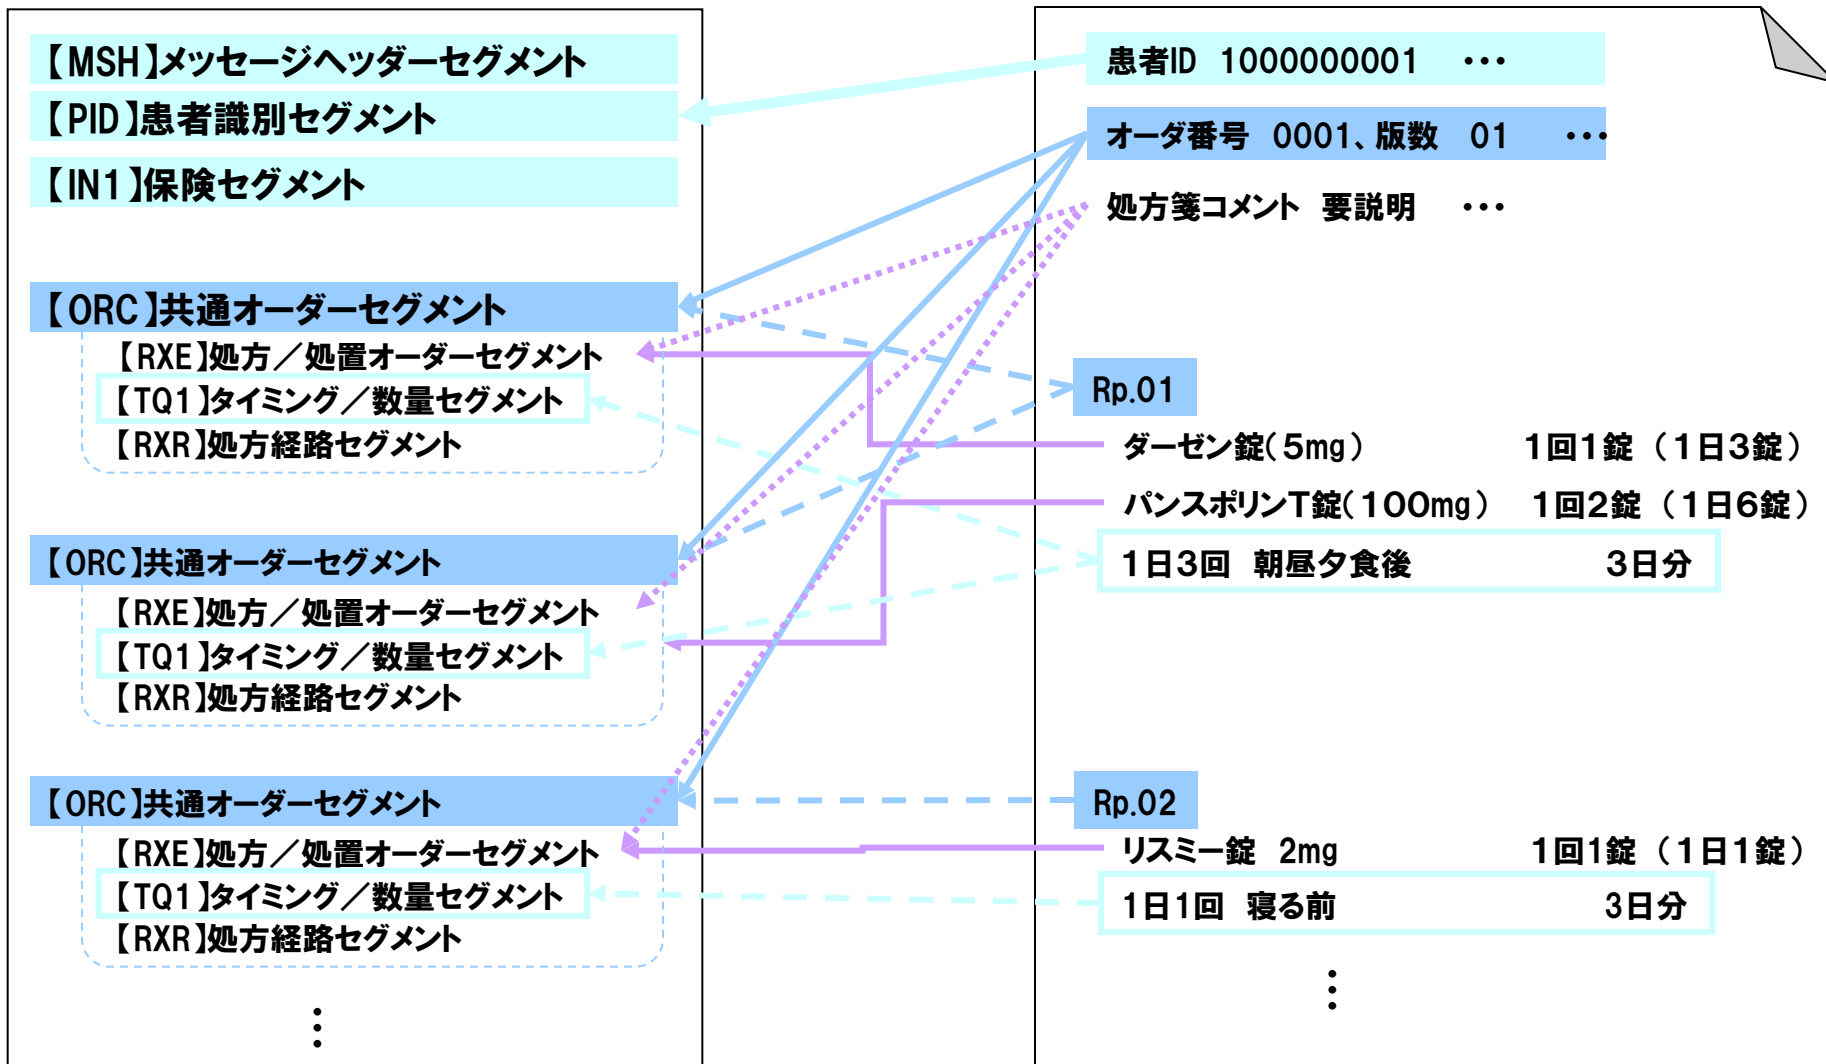 【MSH】メッセージヘッダーセグメント
【PID】患者識別セグメント
【IN1】保険セグメント
【ORC】共通オーダーセグメント
【RXE】処方／処置オーダーセグメント
【TQ1】タイミング／数量セグメント
【RXR】処方経路セグメント
【ORC】共通オーダーセグメント
【RXE】処方／処置オーダーセグメント
【TQ1】タイミング／数量セグメント
【RXR】処方経路セグメント
【ORC】共通オーダーセグメント
【RXE】処方／処置オーダーセグメント
【TQ1】タイミング／数量セグメント
【RXR】処方経路セグメント
⋮
患者ID 1000000001 ・・・
オーダ番号 0001、版数 01 ・・・
処方箋コメント 要説明 ・・・
Rp.01
ダーゼン錠（5mg） 1回1錠（1日3錠）
パンスポリンT錠（100mg） 1回2錠（1日6錠）
1日3回 朝昼夕食後 3日分
Rp.02
リスミー錠 2mg 1回1錠（1日1錠）
1日1回 寝る前 3日分
⋮